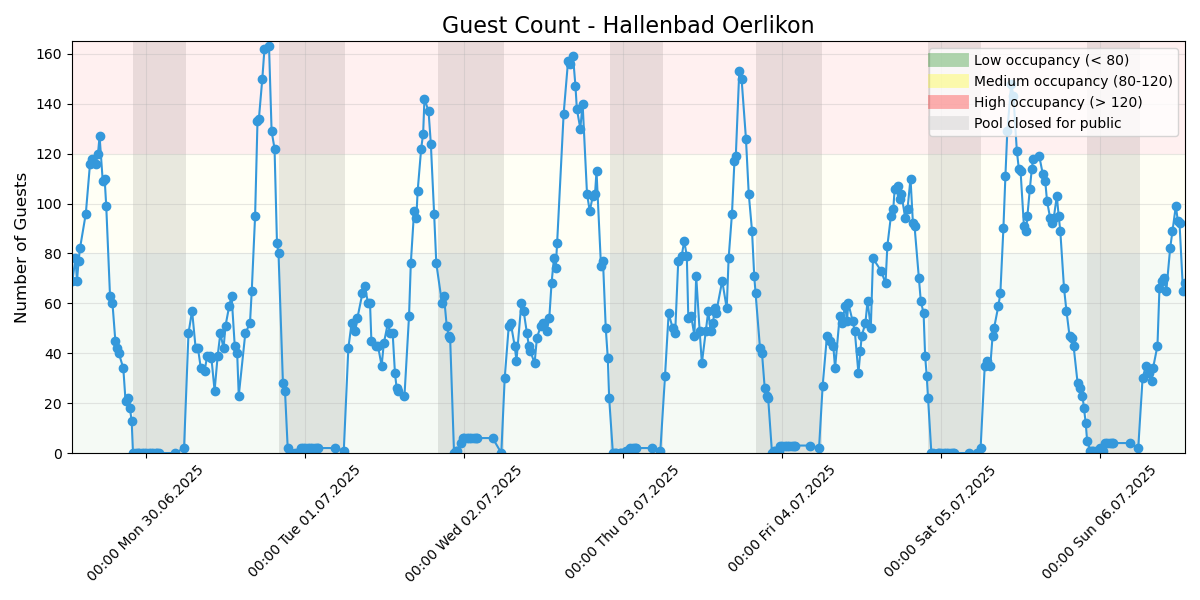 Guest Count - Hallenbad Oerlikon
Number of Guests
160
140
120
100
80
60
40
20
0
Low occupancy (< 80)
Medium occupancy (80-120)
High occupancy (> 120)
Pool closed for public
00:00 Mon 30.06.2025
00:00 Tue 01.07.2025
00:00 Wed 02.07.2025
00:00 Thu 03.07.2025
00:00 Fri 04.07.2025
00:00 Sat 05.07.2025
00:00 Sun 06.07.2025